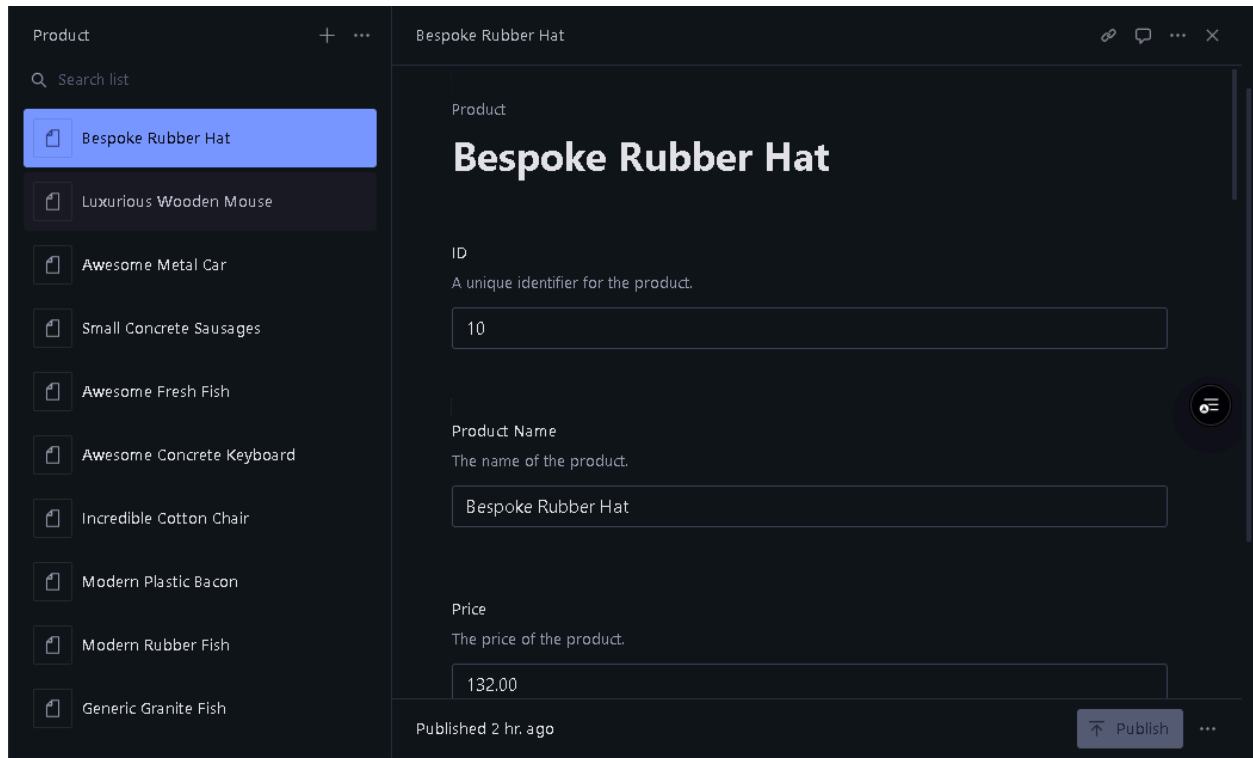 Product
Search list
Bespoke Rubber Hat
Luxurious Wooden Mouse
Awesome Metal Car
Small Concrete Sausages
Awesome Fresh Fish
Awesome Concrete Keyboard
Incredible Cotton Chair
Modern Plastic Bacon
Modern Rubber Fish
Generic Granite Fish
Bespoke Rubber Hat
Product
Bespoke Rubber Hat
ID
A unique identifier for the product.
10
Product Name
The name of the product.
Bespoke Rubber Hat
Price
The price of the product.
132.00
Published 2 hr. ago
Publish